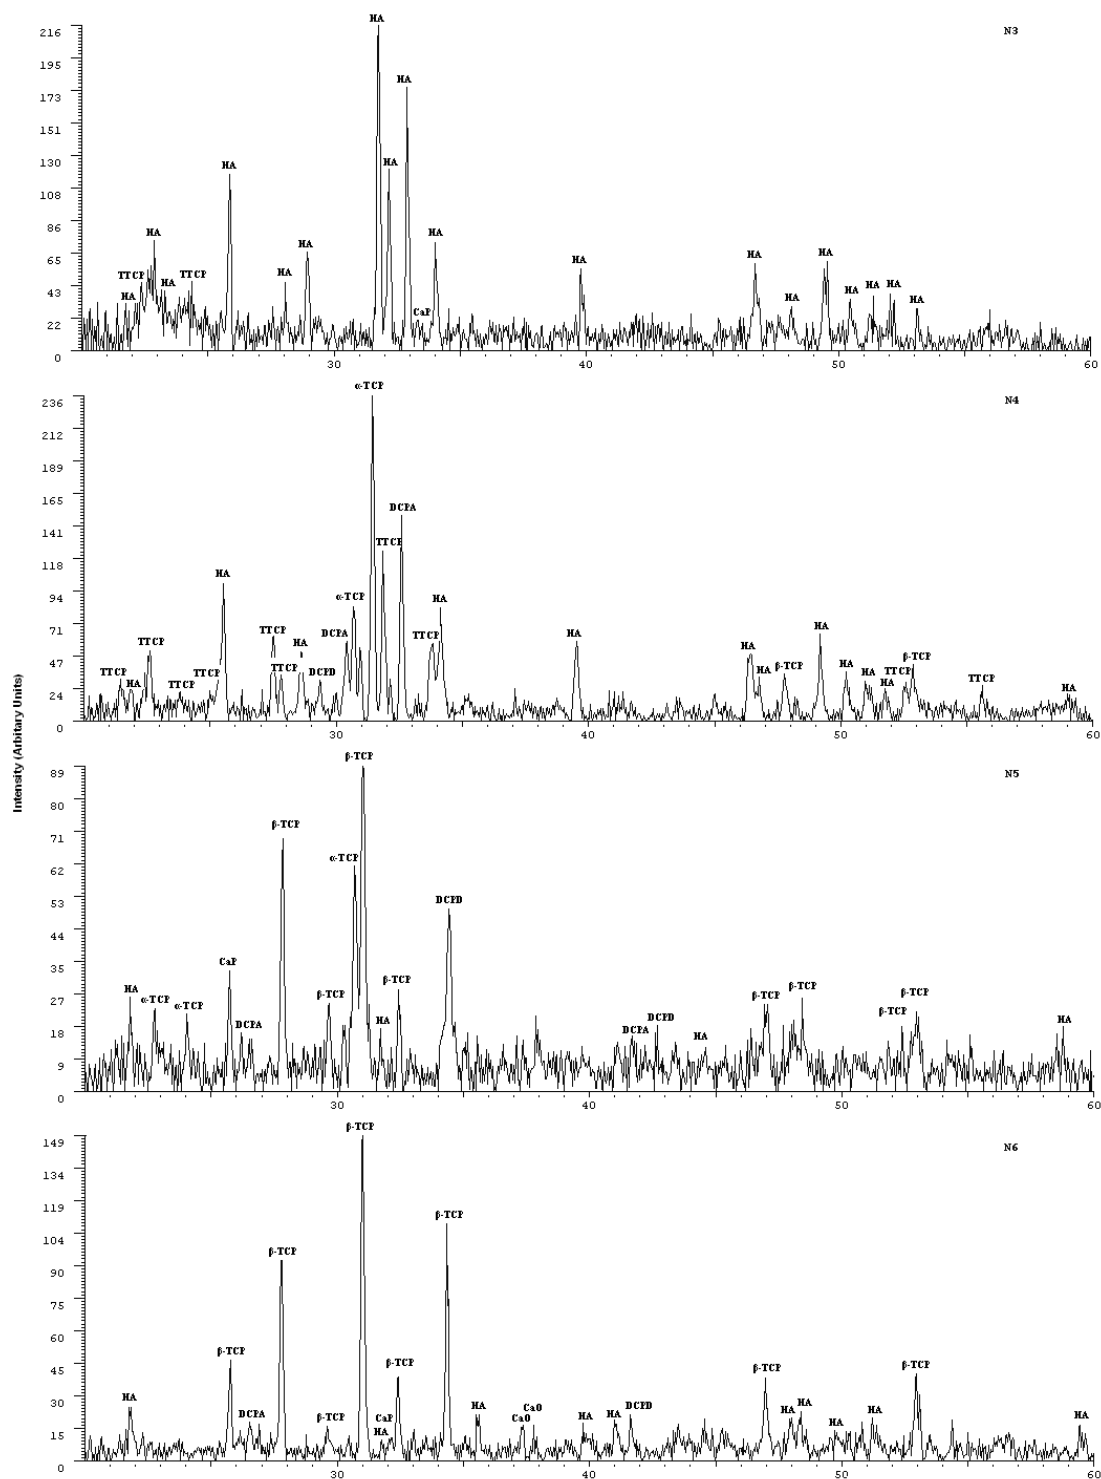 N3
216
195
173
151
130
108
86
65
43
22
0
HA
HA
HA
HA
HA
HA
HA
HA
TTCP
HA
TTCP
HA
HA
CaP
HA
HA
HA
HA
HA
HA
HA
HA
30
40
50
60
N4
236
212
189
165
141
118
94
71
47
24
0
α-TCP
DCPA
TTCP
HA
α-TCP
HA
TTCP
DCPA
TTCP
TTCP
HA
TTCP
HA
TTCP
TTCP
TTCP
DCPD
HA
HA
HA
β-TCP
HA
HA
HA
HA
TTCP
β-TCP
TTCP
HA
30
40
50
60
Intensity (Arbitrary Units)
N5
89
80
71
62
53
44
35
27
18
9
0
β-TCP
β-TCP
α-TCP
DCPD
CaP
HA
α-TCP
α-TCP
DCPA
β-TCP
HA
β-TCP
DCPA
DCPD
HA
β-TCP
β-TCP
β-TCP
β-TCP
HA
30
40
50
60
N6
149
134
119
104
90
75
60
45
30
15
0
β-TCP
β-TCP
β-TCP
β-TCP
β-TCP
HA
DCPA
β-TCP
CaP
HA
HA
CaO
CaO
HA
HA
DCPD
β-TCP
HA
HA
HA
HA
β-TCP
HA
30
40
50
60